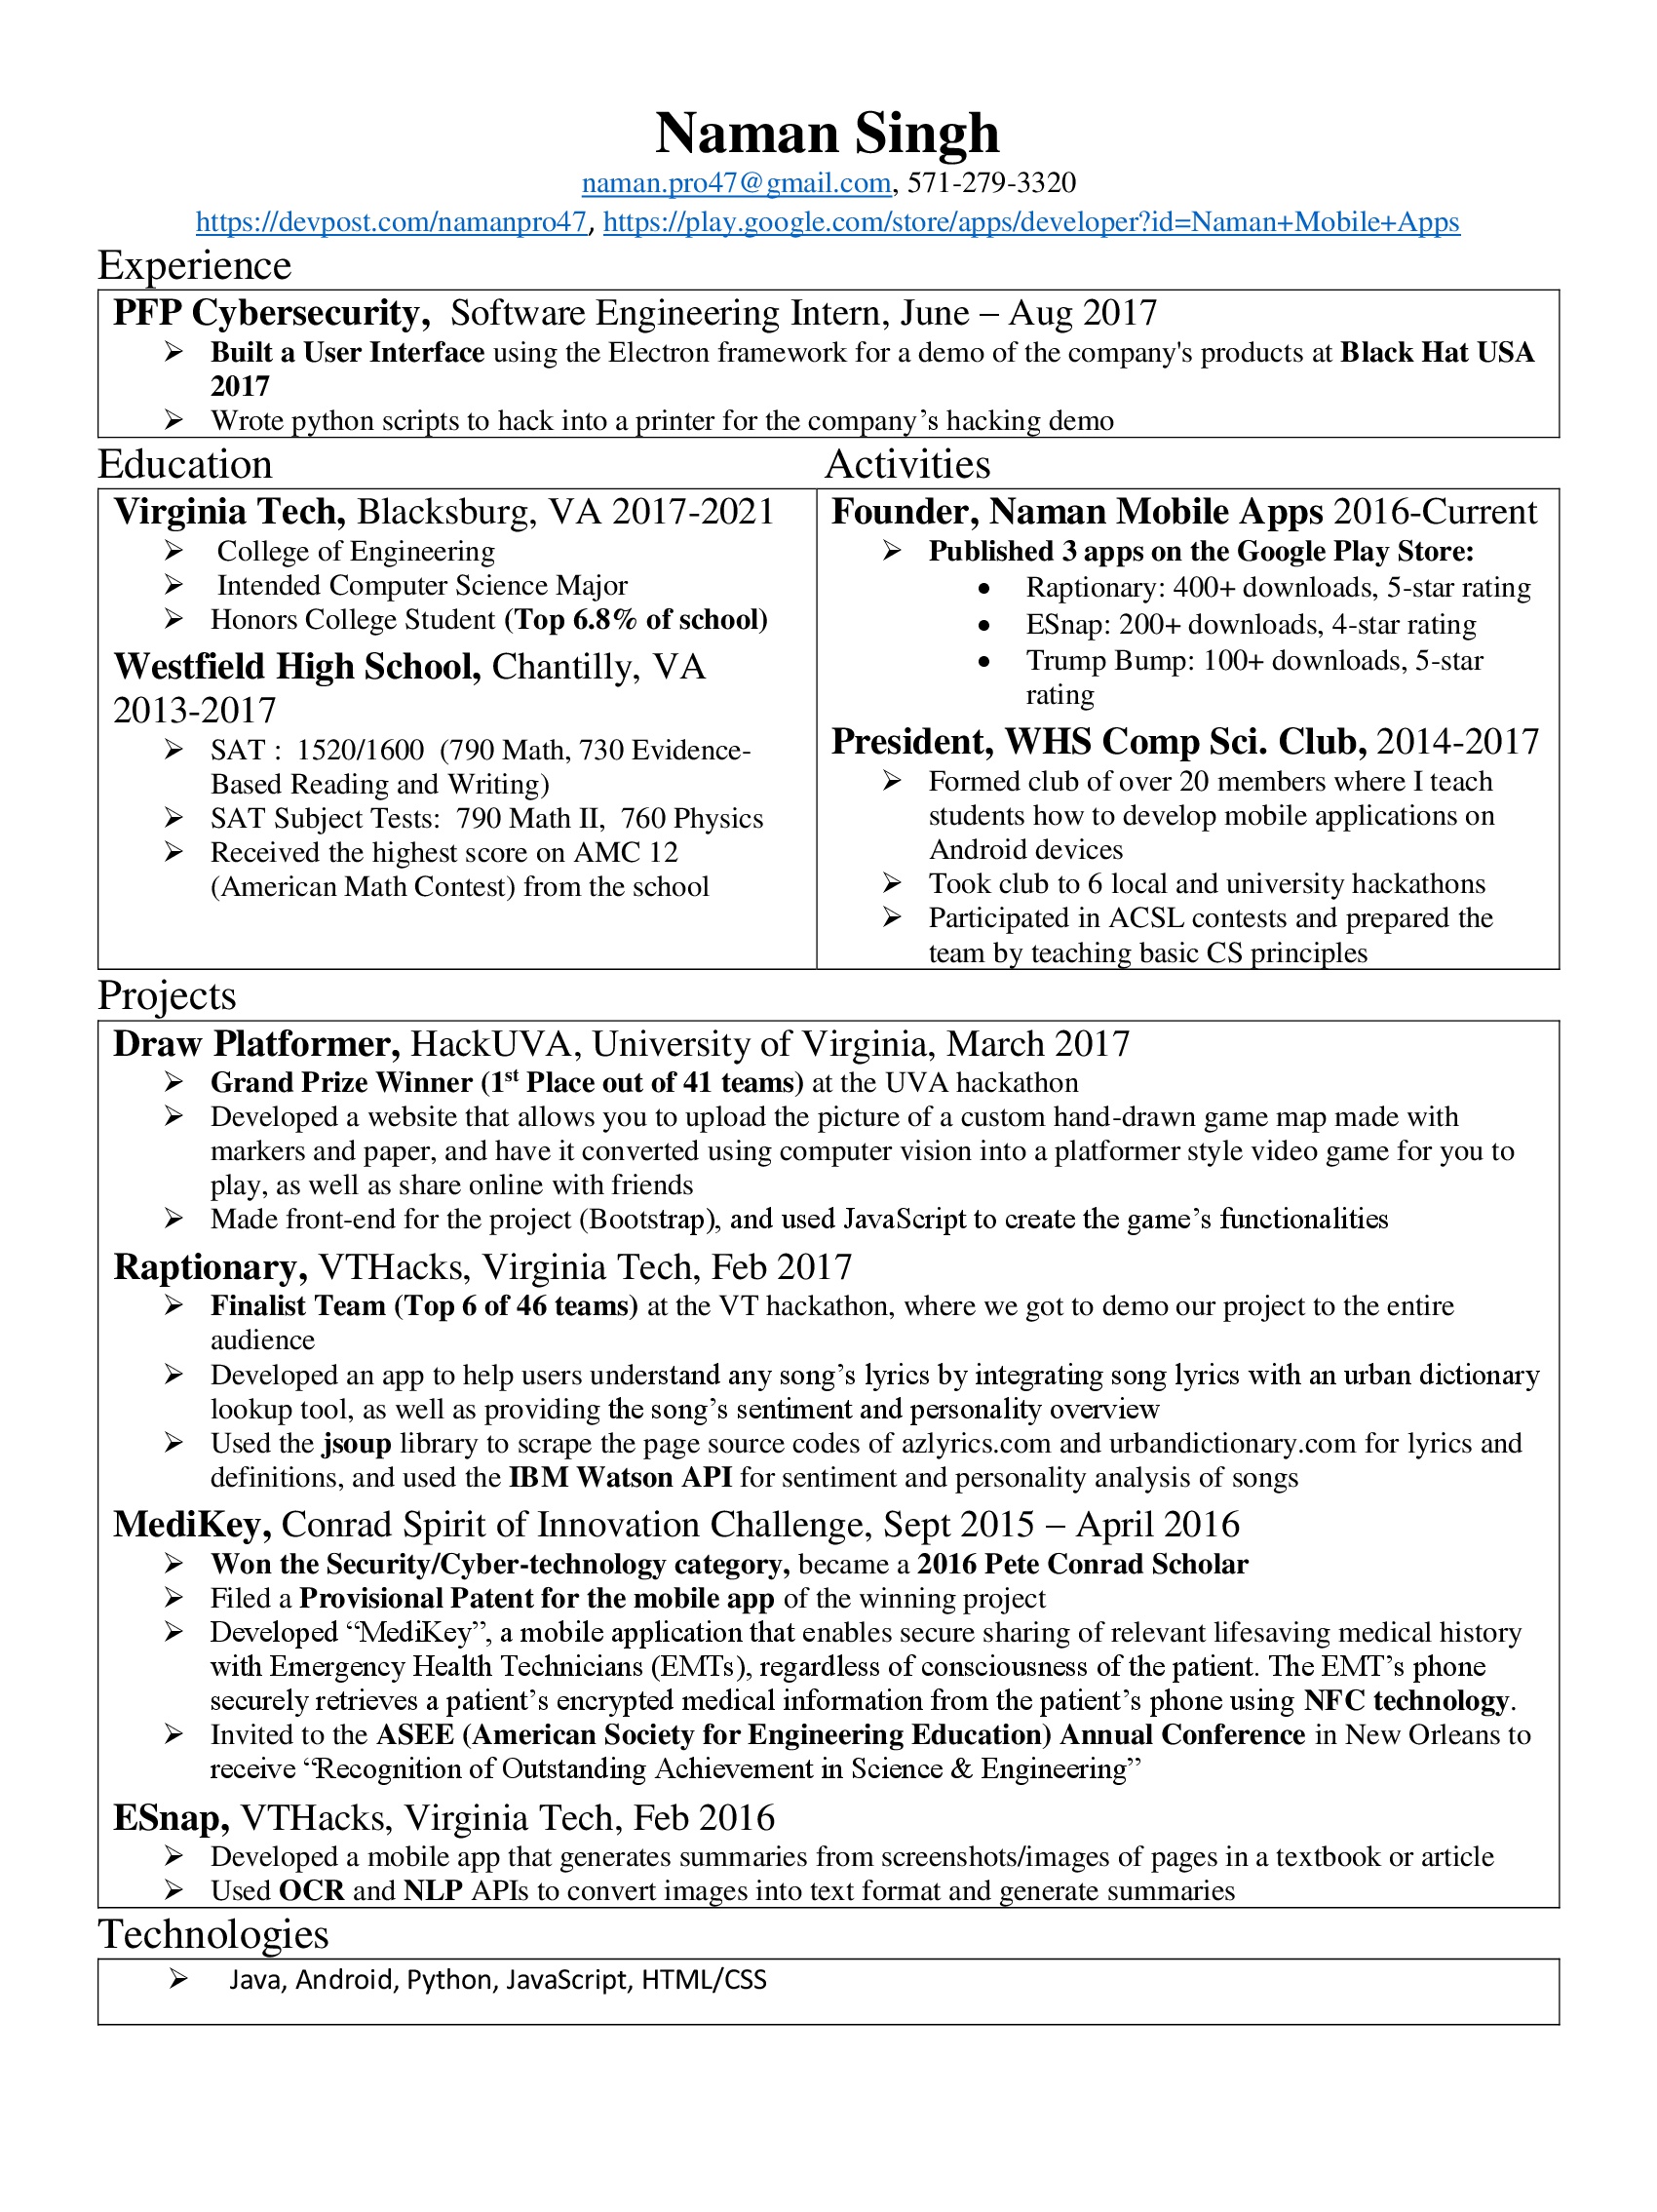 Naman Singh
naman.pro47@gmail.com, 571-279-3320
https://devpost.com/namanpro47, https://play.google.com/store/apps/developer?id=Naman+Mobile+Apps
Experience
PFP Cybersecurity, Software Engineering Intern, June – Aug 2017
➢ Built a User Interface using the Electron framework for a demo of the company's products at Black Hat USA
2017
➢ Wrote python scripts to hack into a printer for the company’s hacking demo
Education
Virginia Tech, Blacksburg, VA 2017-2021
➢ College of Engineering
➢ Intended Computer Science Major
➢ Honors College Student (Top 6.8% of school)
Westfield High School, Chantilly, VA
2013-2017
➢ SAT : 1520/1600 (790 Math, 730 Evidence-
Based Reading and Writing)
➢ SAT Subject Tests: 790 Math II, 760 Physics
➢ Received the highest score on AMC 12
(American Math Contest) from the school
Activities
Founder, Naman Mobile Apps 2016-Current
➢ Published 3 apps on the Google Play Store:
• Raptionary: 400+ downloads, 5-star rating
• ESnap: 200+ downloads, 4-star rating
• Trump Bump: 100+ downloads, 5-star
rating
President, WHS Comp Sci. Club, 2014-2017
➢ Formed club of over 20 members where I teach
students how to develop mobile applications on
Android devices
➢ Took club to 6 local and university hackathons
➢ Participated in ACSL contests and prepared the
team by teaching basic CS principles
Projects
Draw Platformer, HackUVA, University of Virginia, March 2017
➢ Grand Prize Winner (1st Place out of 41 teams) at the UVA hackathon
➢ Developed a website that allows you to upload the picture of a custom hand-drawn game map made with
markers and paper, and have it converted using computer vision into a platformer style video game for you to
play, as well as share online with friends
➢ Made front-end for the project (Bootstrap), and used JavaScript to create the game’s functionalities
Raptionary, VTHacks, Virginia Tech, Feb 2017
➢ Finalist Team (Top 6 of 46 teams) at the VT hackathon, where we got to demo our project to the entire
audience
➢ Developed an app to help users understand any song’s lyrics by integrating song lyrics with an urban dictionary
lookup tool, as well as providing the song’s sentiment and personality overview
➢ Used the jsoup library to scrape the page source codes of azlyrics.com and urbandictionary.com for lyrics and
definitions, and used the IBM Watson API for sentiment and personality analysis of songs
MediKey, Conrad Spirit of Innovation Challenge, Sept 2015 – April 2016
➢ Won the Security/Cyber-technology category, became a 2016 Pete Conrad Scholar
➢ Filed a Provisional Patent for the mobile app of the winning project
➢ Developed “MediKey”, a mobile application that enables secure sharing of relevant lifesaving medical history
with Emergency Health Technicians (EMTs), regardless of consciousness of the patient. The EMT’s phone
securely retrieves a patient’s encrypted medical information from the patient’s phone using NFC technology.
➢ Invited to the ASEE (American Society for Engineering Education) Annual Conference in New Orleans to
receive “Recognition of Outstanding Achievement in Science & Engineering”
ESnap, VTHacks, Virginia Tech, Feb 2016
➢ Developed a mobile app that generates summaries from screenshots/images of pages in a textbook or article
➢ Used OCR and NLP APIs to convert images into text format and generate summaries
Technologies
➢ Java, Android, Python, JavaScript, HTML/CSS